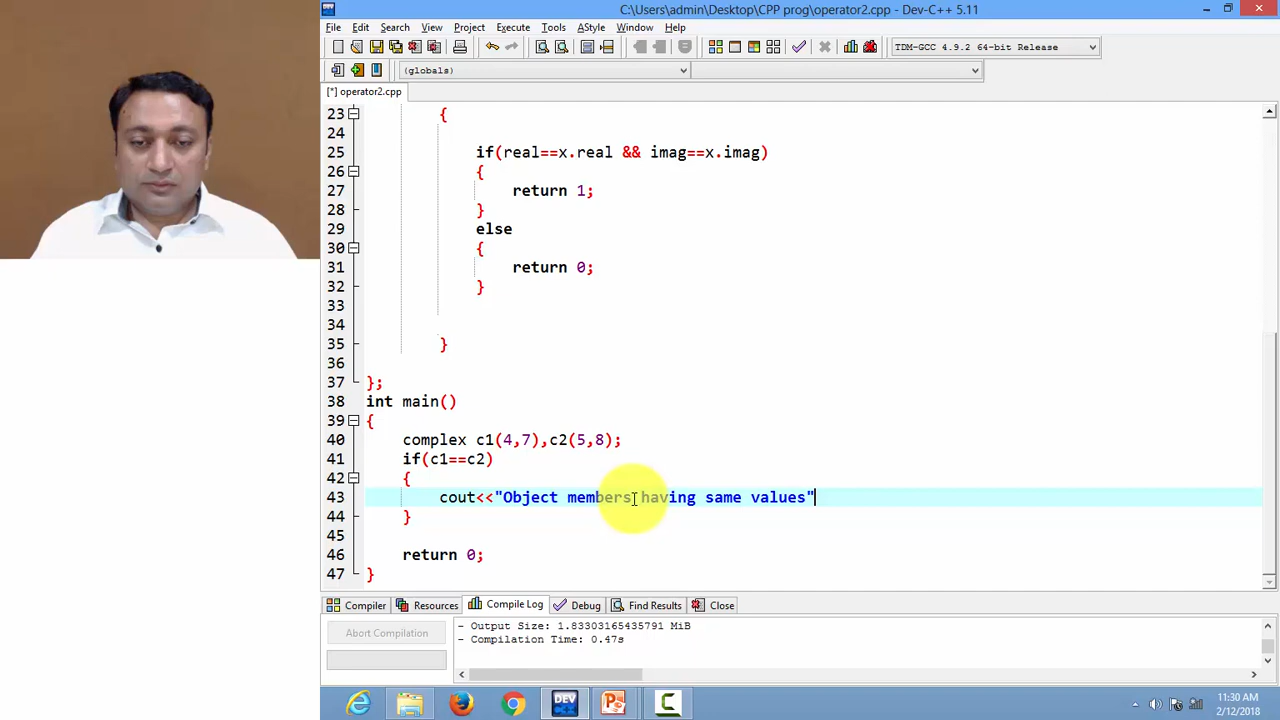 C:\Users\admin\Desktop\CPP prog\operator2.cpp - Dev-C++ 5.11
File Edit Search View Project Execute Tools AStyle Window Help
TDM-GCC 4.9.2 64-bit Release
(globals)
[*] operator2.cpp
23 {
24
25 if(real==x.real && imag==x.imag)
26 {
27 return 1;
28 }
29 else
30 {
31 return 0;
32 }
33
34
35 }
36
37 };
38 int main()
39 {
40 complex c1(4,7),c2(5,8);
41 if(c1==c2)
42 {
43 cout<<"Object members having same values"
44 }
45
46 return 0;
47 }
Compiler Resources Compile Log Debug Find Results Close
Abort Compilation
- Output Size: 1.83303165435791 MiB
- Compilation Time: 0.47s
DEV
11:30 AM
2/12/2018